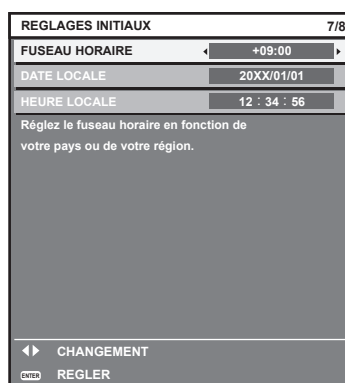 REGLAGES INITIAUX 7/8
FUSEAU HORAIRE +09:00
DATE LOCALE 20XX/01/01
HEURE LOCALE 12 : 34 : 56
Réglez le fuseau horaire en fonction de
votre pays ou de votre région.
CHANGEMENT
ENTER REGLER